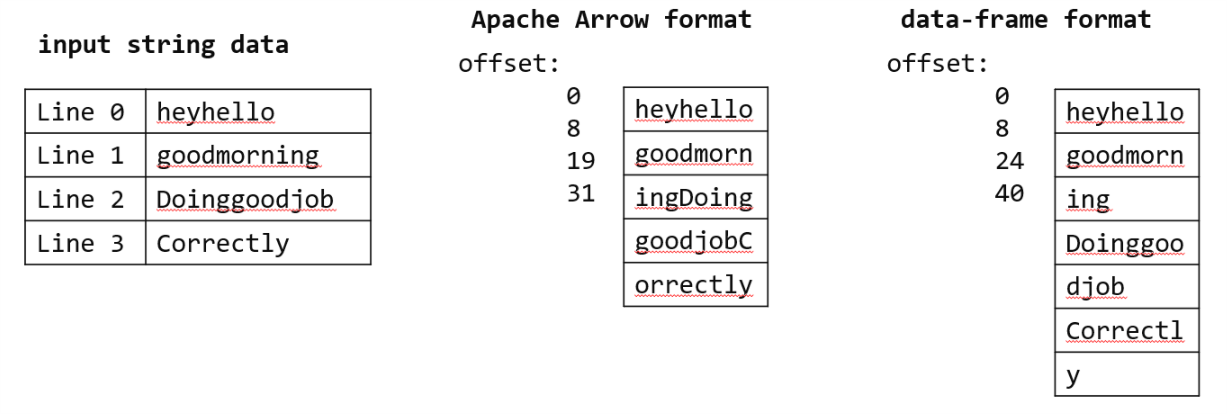 input string data
Line 0 heyhello
Line 1 goodmorning
Line 2 Doinggoodjob
Line 3 Correctly
Apache Arrow format
offset:
0
8
19
31
heyhello
goodmorn
ingDoing
goodjobC
orrectly
data-frame format
offset:
0
8
24
40
heyhello
goodmorn
ing
Doinggoo
djob
Correctl
y